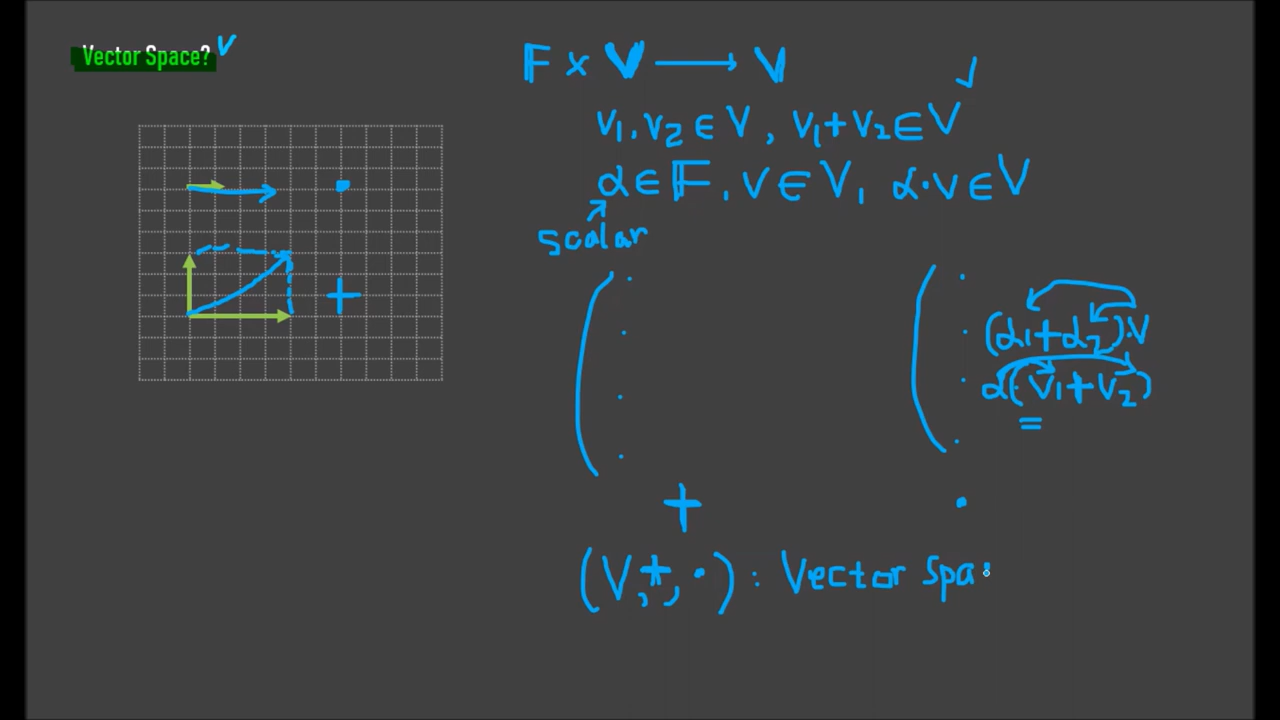 Vector Space? V
F x V → V
V1, V2 ∈ V, V1+V2 ∈ V ✓
α ∈ F, V ∈ V, α·V ∈ V
scalar
·
+
(α1+α2)·V
α(V1+V2)
=
+ ·
(V, +, ·) : Vector Spa